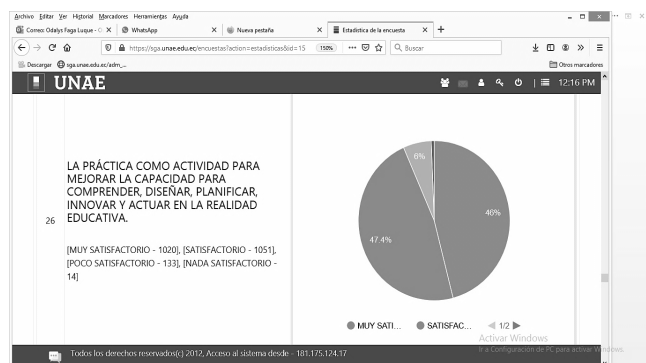 Archivo Editar Ver Historial Marcadores Herramientas Ayuda
Correo: Odalys Faga Luque - O
WhatsApp
Nueva pestaña
Estadística de la encuesta
https://sga.unae.edu.ec/encuestas?action=estadisticas&id=15
150%
Buscar
Descargar
sga.unae.edu.ec/adm_...
Otros marcadores
UNAE
12:16 PM
26
LA PRÁCTICA COMO ACTIVIDAD PARA
MEJORAR LA CAPACIDAD PARA
COMPRENDER, DISEÑAR, PLANIFICAR,
INNOVAR Y ACTUAR EN LA REALIDAD
EDUCATIVA.
[MUY SATISFACTORIO - 1020], [SATISFACTORIO - 1051],
[POCO SATISFACTORIO - 133], [NADA SATISFACTORIO -
14]
6%
46%
47.4%
MUY SATI...
SATISFAC...
1/2
Activar Windows
Ir a Configuración de PC para activar Windows.
Todos los derechos reservados(c) 2012, Acceso al sistema desde - 181.175.124.17